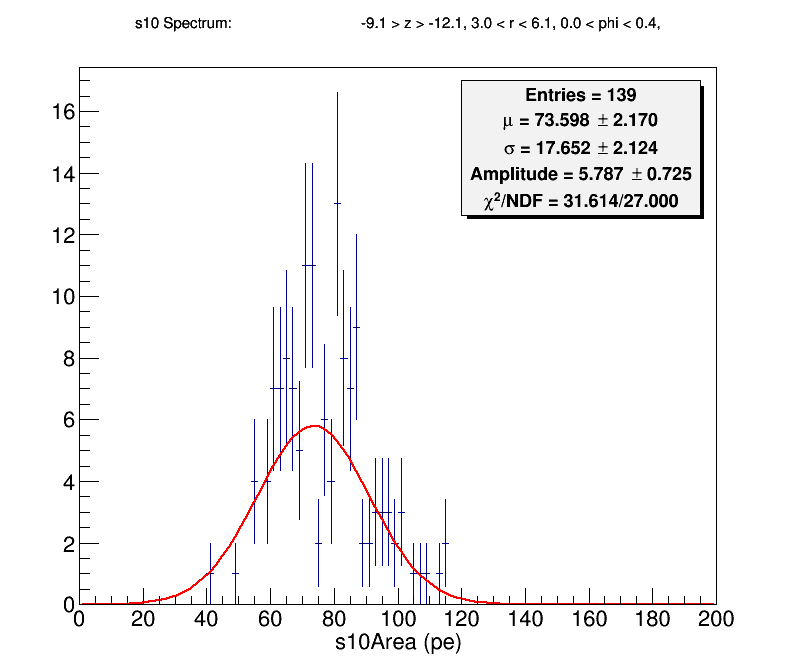 s10 Spectrum: -9.1 > z > -12.1, 3.0 < r < 6.1, 0.0 < phi < 0.4,
Entries = 139
μ = 73.598 ± 2.170
σ = 17.652 ± 2.124
Amplitude = 5.787 ± 0.725
χ²/NDF = 31.614/27.000
16
14
12
10
8
6
4
2
0
0 20 40 60 80 100 120 140 160 180 200
s10Area (pe)